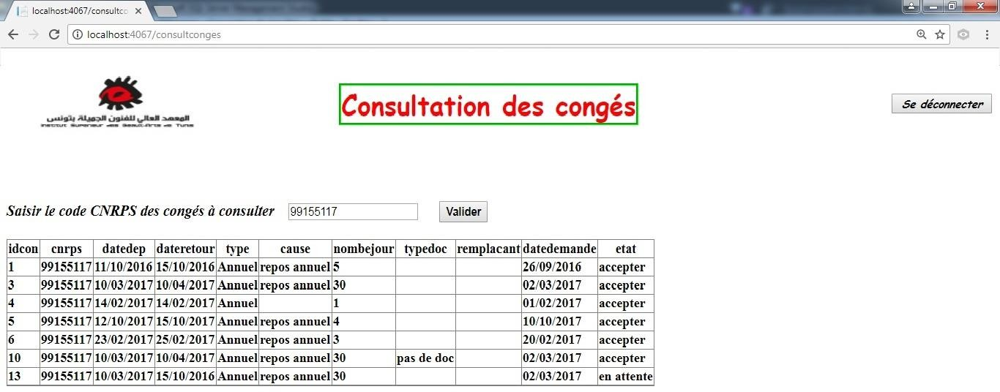 localhost:4067/consultco
localhost:4067/consultconges
المعهد العالي للفنون الجميلة بتونس
Institut Superieur des Beaux-Arts de Tunis
Consultation des congés
Se déconnecter
Saisir le code CNRPS des congés à consulter 99155117 Valider
idcon cnrps datedep dateretour type cause nombejour typedoc remplacant datedemande etat
1 99155117 11/10/2016 15/10/2016 Annuel repos annuel 5 26/09/2016 accepter
3 99155117 10/03/2017 10/04/2017 Annuel repos annuel 30 02/03/2017 accepter
4 99155117 14/02/2017 14/02/2017 Annuel 1 01/02/2017 accepter
5 99155117 12/10/2017 15/10/2017 Annuel repos annuel 4 10/10/2017 accepter
6 99155117 23/02/2017 25/02/2017 Annuel repos annuel 3 20/02/2017 accepter
10 99155117 10/03/2017 10/04/2017 Annuel repos annuel 30 pas de doc 02/03/2017 accepter
13 99155117 10/03/2017 15/10/2016 Annuel repos annuel 30 02/03/2017 en attente